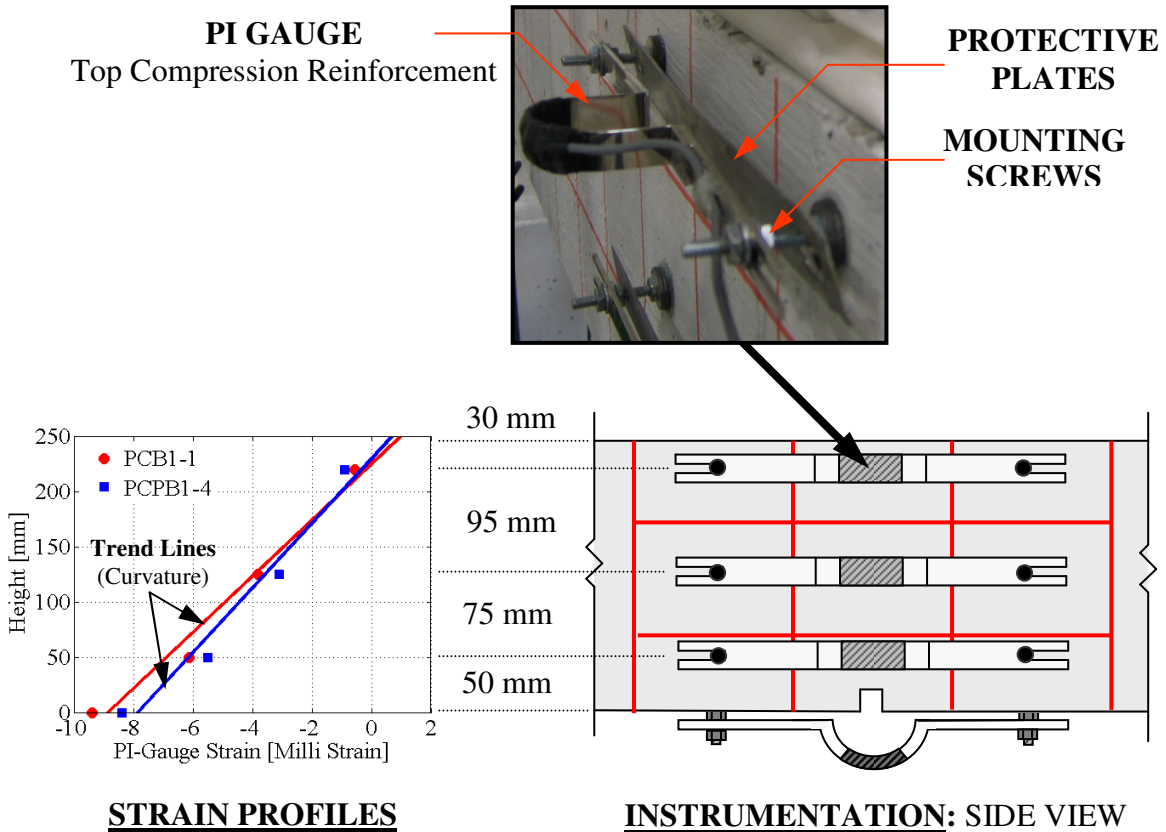 PI GAUGE
Top Compression Reinforcement
PROTECTIVE
PLATES
MOUNTING
SCREWS
30 mm
95 mm
75 mm
50 mm
250
200
150
100
50
0
Height [mm]
PCB1-1
PCPB1-4
Trend Lines
(Curvature)
-10 -8 -6 -4 -2 0 2
PI-Gauge Strain [Milli Strain]
STRAIN PROFILES
INSTRUMENTATION: SIDE VIEW